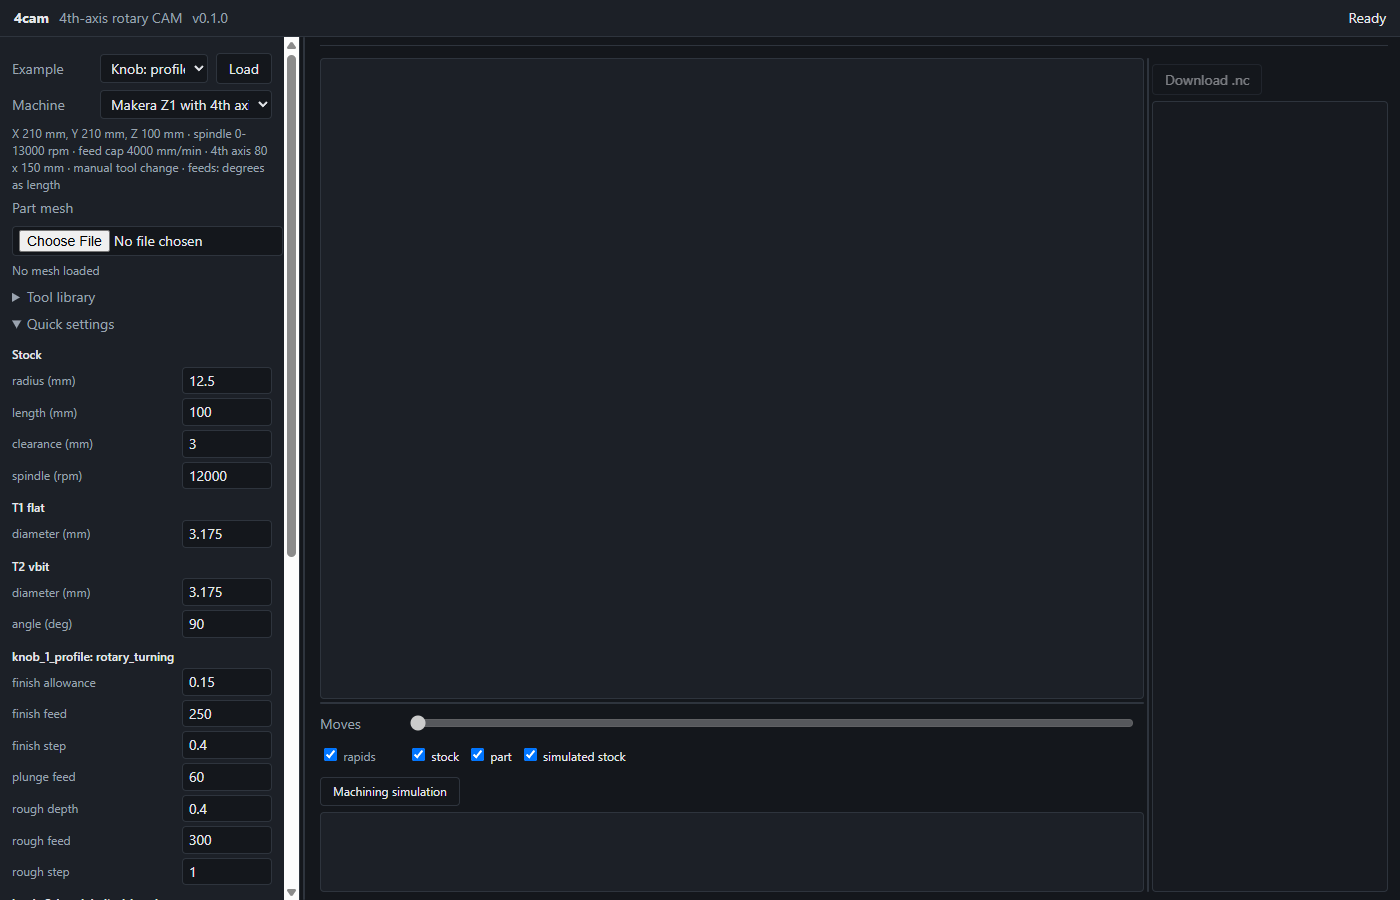 4cam 4th-axis rotary CAM v0.1.0
Ready
Example
Knob: profil
Load
Machine
Makera Z1 with 4th ax
X 210 mm, Y 210 mm, Z 100 mm · spindle 0-
13000 rpm · feed cap 4000 mm/min · 4th axis 80
x 150 mm · manual tool change · feeds: degrees
as length
Part mesh
Choose File No file chosen
No mesh loaded
Tool library
Quick settings
Stock
radius (mm) 12.5
length (mm) 100
clearance (mm) 3
spindle (rpm) 12000
T1 flat
diameter (mm) 3.175
T2 vbit
diameter (mm) 3.175
angle (deg) 90
knob_1_profile: rotary_turning
finish allowance 0.15
finish feed 250
finish step 0.4
plunge feed 60
rough depth 0.4
rough feed 300
rough step 1
Moves
rapids stock part simulated stock
Machining simulation
Download .nc